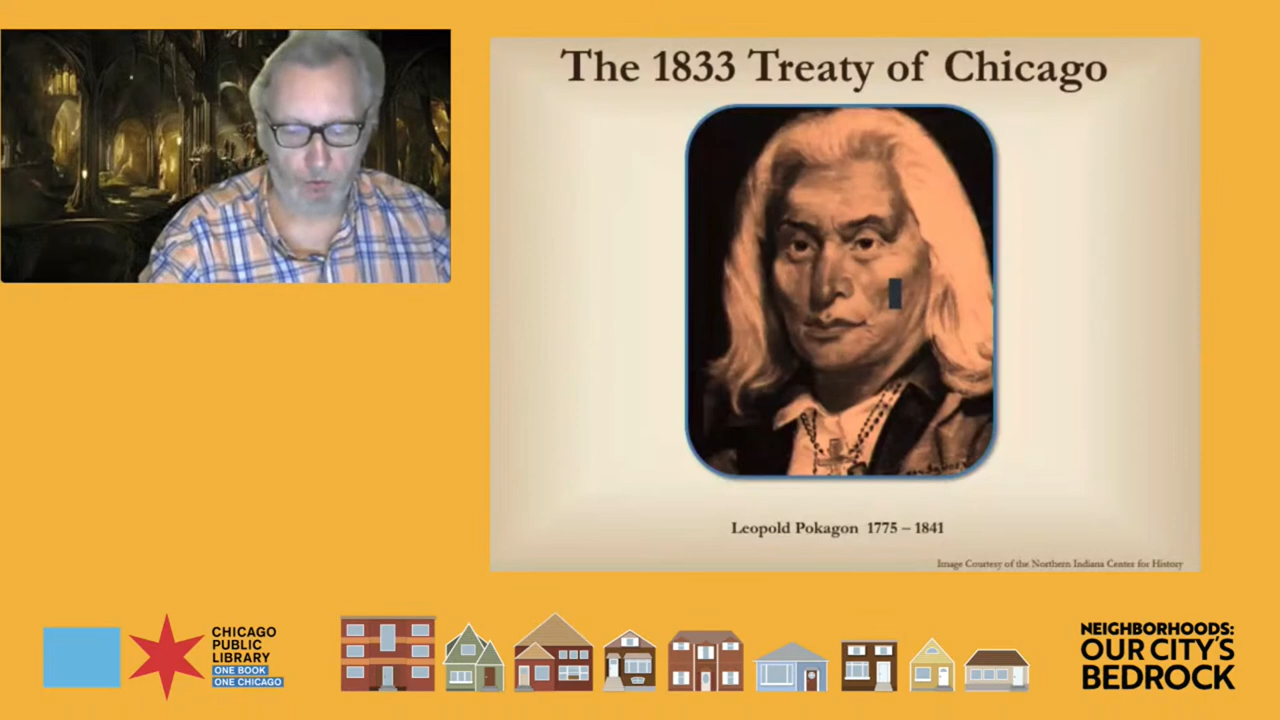 The 1833 Treaty of Chicago
Leopold Pokagon 1775 – 1841
Image Courtesy of the Northern Indiana Center for History
CHICAGO
PUBLIC
LIBRARY
ONE BOOK
ONE CHICAGO
NEIGHBORHOODS:
OUR CITY'S
BEDROCK